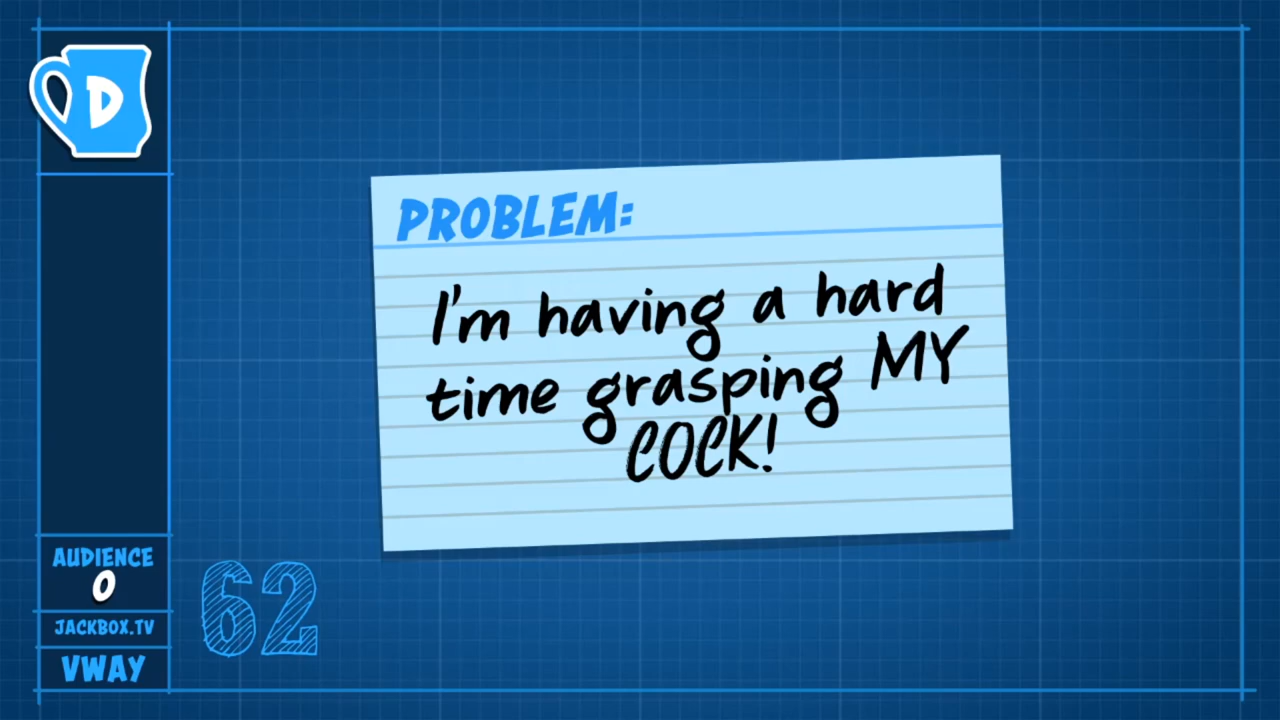 D
PROBLEM:
I'm having a hard
time grasping MY
COCK!
AUDIENCE
0
JACKBOX.TV
VWAY
62